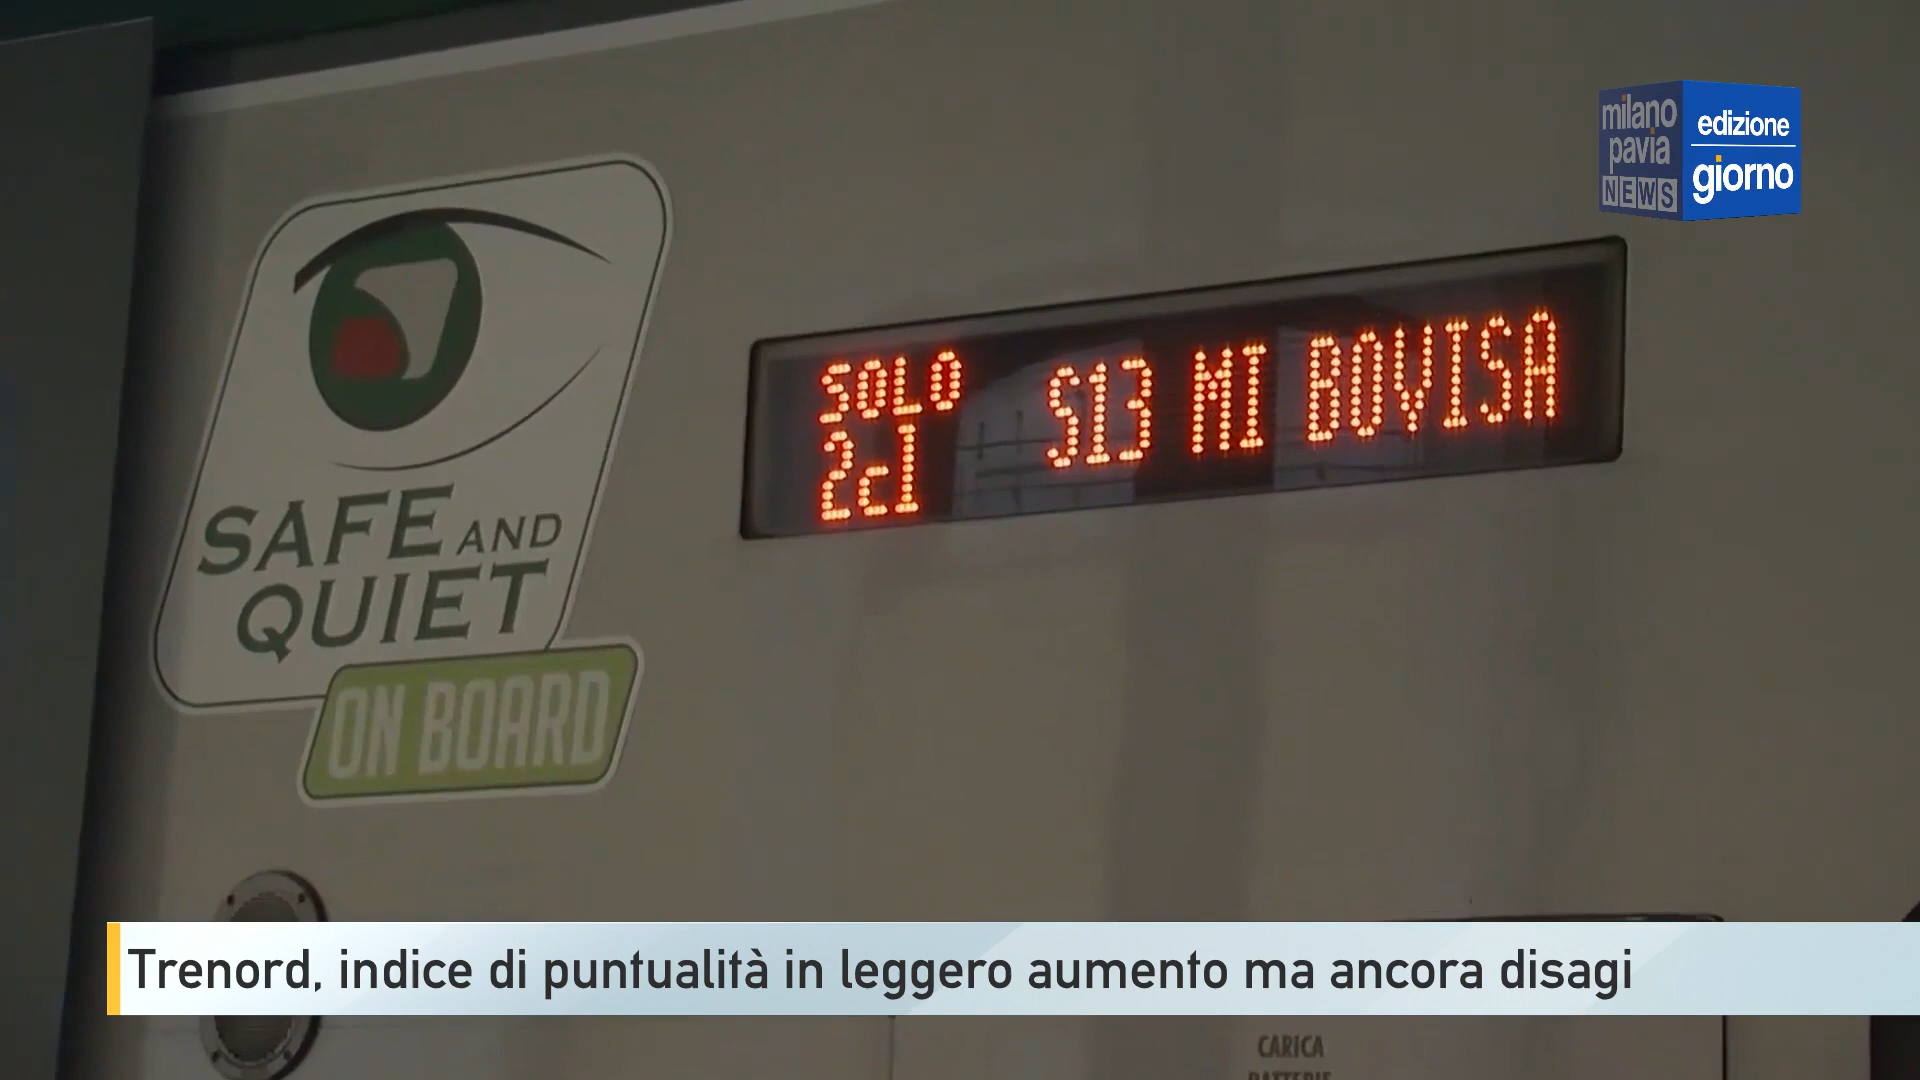 milano
pavia
NEWS
edizione
giorno
SOLO
2cl
S13 MI BOVISA
SAFE AND
QUIET
ON BOARD
Trenord, indice di puntualità in leggero aumento ma ancora disagi
CARICA
BATTERIE